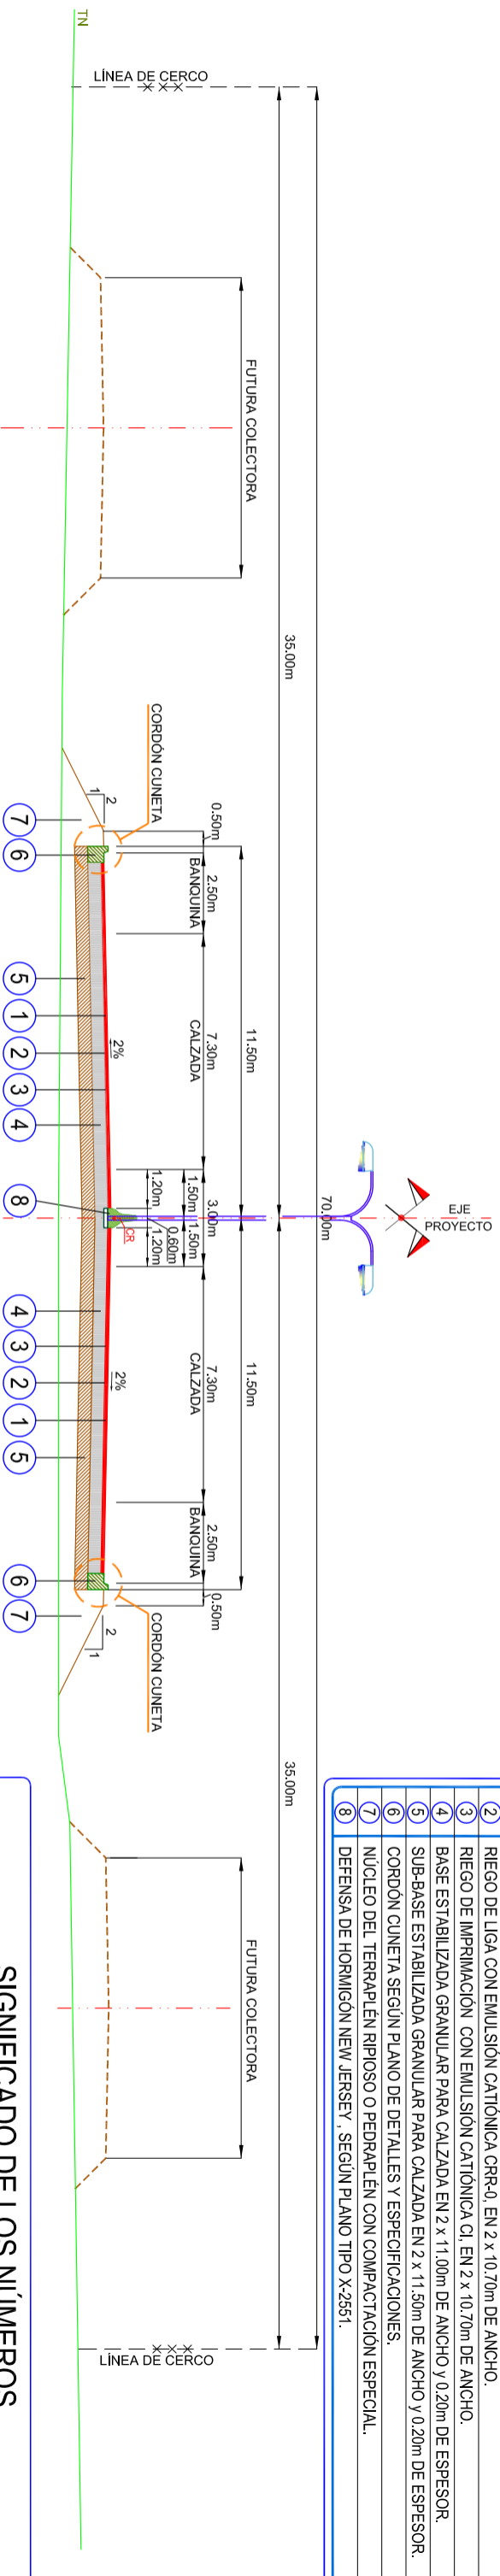 TN
LÍNEA DE CERCO
FUTURA COLECTORA
35.00m
70.00m
EJE
PROYECTO
CORDÓN CUNETA
1
2
0.50m
2.50m
BANQUINA
11.50m
7.30m
CALZADA
2%
1.20m
1.50m
3.00m
1.50m
0.60m
1.20m
CR
11.50m
7.30m
CALZADA
2%
2.50m
BANQUINA
0.50m
2
1
CORDÓN CUNETA
35.00m
FUTURA COLECTORA
LÍNEA DE CERCO
7 6 5 1 2 3 4 8 4 3 2 1 5 6 7
2 RIEGO DE LIGA CON EMULSIÓN CATIÓNICA CRR-0, EN 2 x 10.70m DE ANCHO.
3 RIEGO DE IMPRIMACIÓN CON EMULSIÓN CATIÓNICA CI, EN 2 x 10.70m DE ANCHO.
4 BASE ESTABILIZADA GRANULAR PARA CALZADA EN 2 x 11.00m DE ANCHO y 0.20m DE ESPESOR.
5 SUB-BASE ESTABILIZADA GRANULAR PARA CALZADA EN 2 x 11.50m DE ANCHO y 0.20m DE ESPESOR.
6 CORDÓN CUNETA SEGÚN PLANO DE DETALLES Y ESPECIFICACIONES.
7 NÚCLEO DEL TERRAPLÉN RIPIOSO O PEDRAPLÉN CON COMPACTACIÓN ESPECIAL.
8 DEFENSA DE HORMIGÓN NEW JERSEY , SEGÚN PLANO TIPO X-2551.
SIGNIFICADO DE LOS NÚMEROS